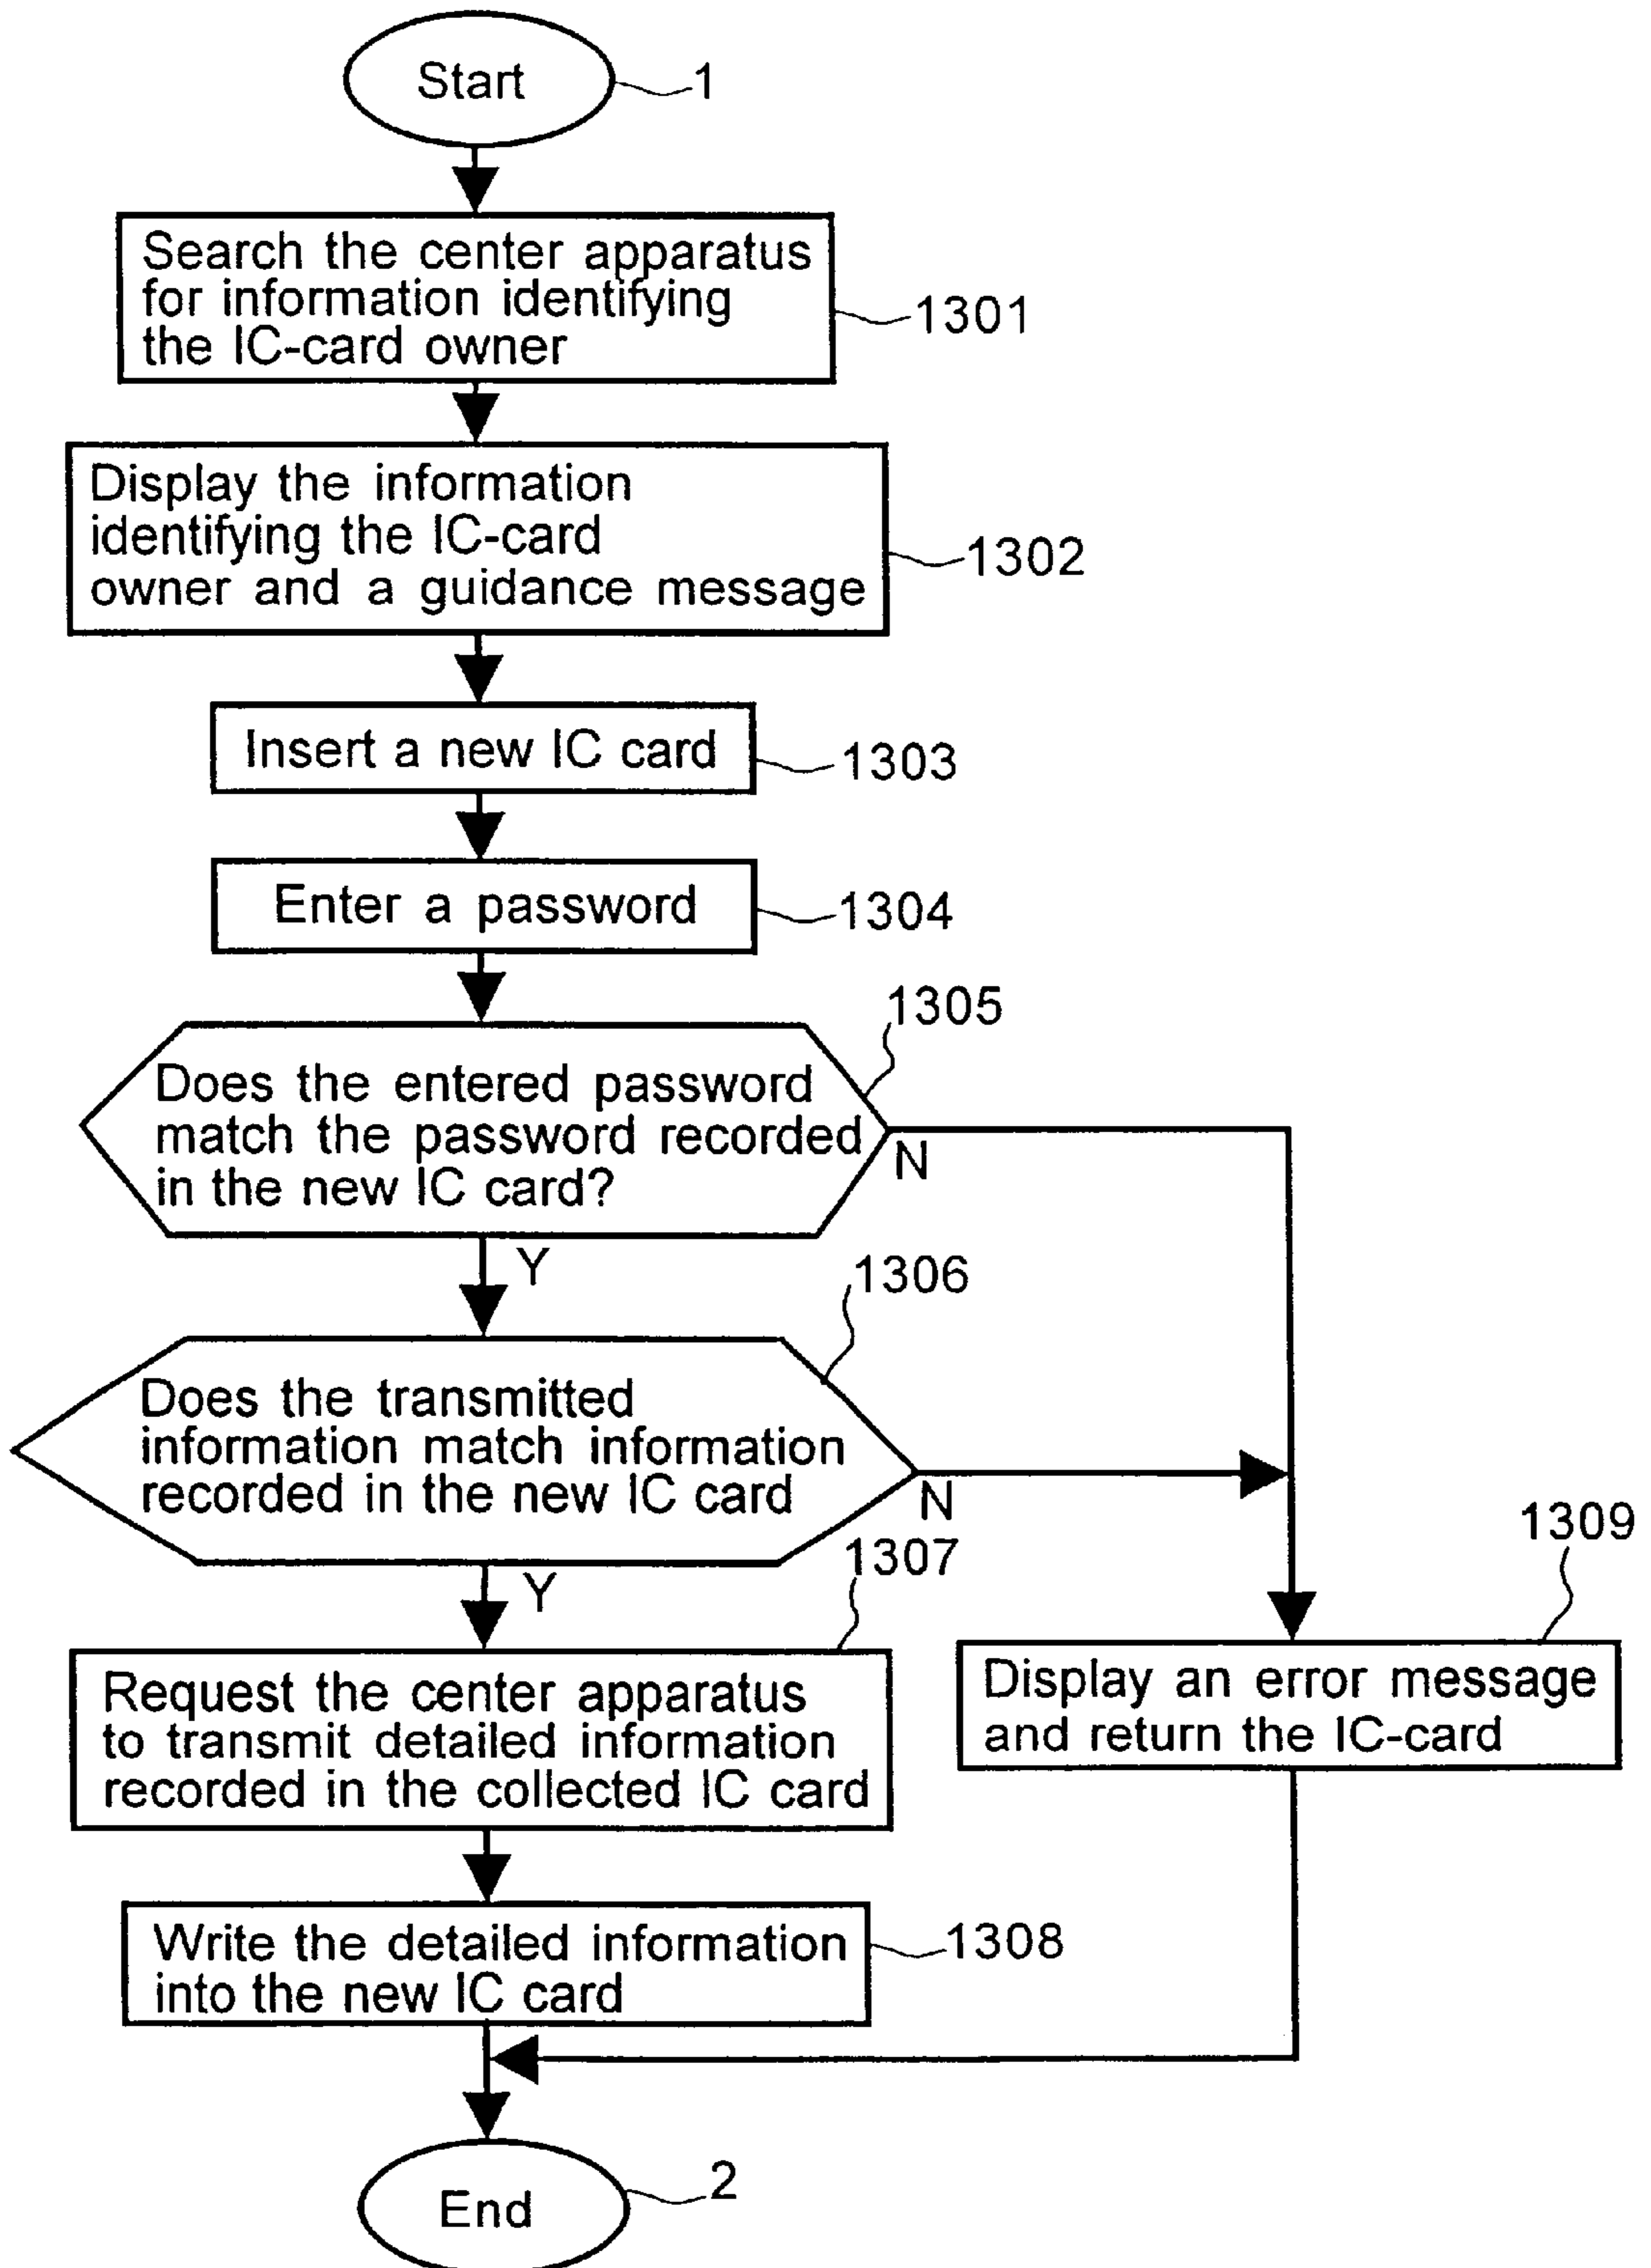 Start
1
Search the center apparatus
for information identifying
the IC-card owner
1301
Display the information
identifying the IC-card
owner and a guidance message
1302
Insert a new IC card
1303
Enter a password
1304
1305
Does the entered password
match the password recorded
in the new IC card?
N
Y
1306
Does the transmitted
information match information
recorded in the new IC card
N
Y
1307
Request the center apparatus
to transmit detailed information
recorded in the collected IC card
1309
Display an error message
and return the IC-card
Write the detailed information
into the new IC card
1308
End
2